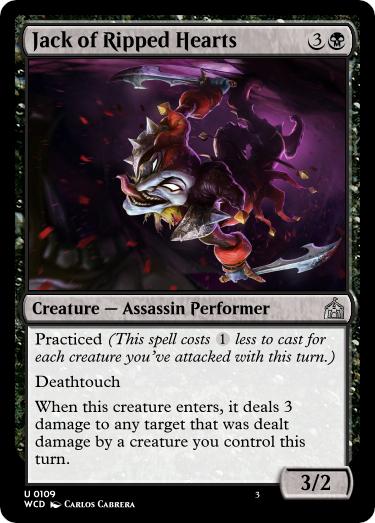 Jack of Ripped Hearts 3
Creature — Assassin Performer
Practiced (This spell costs 1 less to cast for
each creature you've attacked with this turn.)
Deathtouch
When this creature enters, it deals 3
damage to any target that was dealt
damage by a creature you control this
turn.
3/2
U 0109
WCD Carlos Cabrera
3